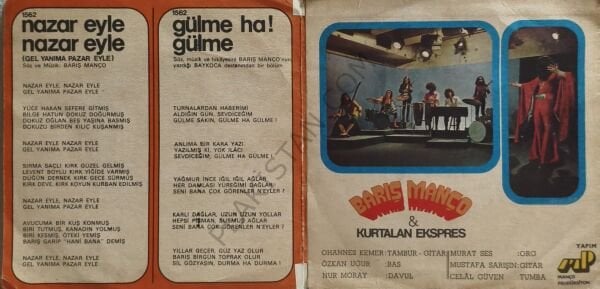 1562
nazar eyle
nazar eyle
(GEL YANIMA PAZAR EYLE)
Söz ve Müzik: BARIŞ MANÇO
NAZAR EYLE, NAZAR EYLE
GEL YANIMA PAZAR EYLE
YÜCE HAKAN SEFERE GİTMİŞ
BİLGE HATUN DOKUZ DOĞURMUŞ
DOKUZ OĞLAN, BEŞ YAŞINA BASMIŞ
DOKUZU BİRDEN KILIÇ KUŞANMIŞ
NAZAR EYLE, NAZAR EYLE
GEL YANIMA PAZAR EYLE
SIRMA SAÇLI KIRK GÜZEL GELMİŞ
LEVENT BOYLU KIRK YİĞİDE VARMIŞ
DÜĞÜN DERNEK KIRK GECE SÜRMÜŞ
KIRK DEVE, KIRK KOYUN KURBAN EDİLMİŞ
NAZAR EYLE, NAZAR EYLE
GEL YANIMA PAZAR EYLE
AVUCUMA BİR KUŞ KONMUŞ
BİRİ TUTMUŞ, KANADIN YOLMUŞ
BİRİ KESMİŞ, ÖTEKİ YEMİŞ
BARIŞ GARİP "HANİ BANA" DEMİŞ
NAZAR EYLE, NAZAR EYLE
GEL YANIMA PAZAR EYLE
1562
gülme ha!
gülme
Söz, müzik ve hikâyesi BARIŞ MANÇO'nun
yazdığı BAYKOCA destanından bir bölüm
TURNALARDAN HABERİMİ
ALDIĞIN GÜN, SEVDİCEĞİM
GÜLME SAKIN, GÜLME HA GÜLME!
ANLIMA BİR KARA YAZI
YAZILMIŞ Kİ, YOK İLÂCI
SEVDİCEĞİM, GÜLME HA GÜLME!
YAĞMUR İNCE IĞIL IĞIL AĞLAR
HER DAMLASI YÜREĞİMİ DAĞLAR
SENİ BANA ÇOK GÖRENLER N'EYLER?
KARLI DAĞLAR, UZUN UZUN YOLLAR
HEPSİ PİŞMAN, SUSMUŞ AĞLAR
SENİ BANA ÇOK GÖRENLER N'EYLER?
YILLAR GEÇER, GÜZ YAZ OLUR
BARIŞ BİRGÜN TOPRAK OLUR
SİL GÖZYAŞIN, DURMA HA DURMA!
BARIŞ MANÇO
&
KURTALAN EKSPRES
OHANNES KEMER :TAMBUR - GİTAR
ÖZKAN UĞUR :BAS
NUR MORAY :DAVUL
MURAT SES :ORG
MUSTAFA SARIŞIN :GİTAR
CELÂL GÜVEN :TUMBA
YAPIM
MANÇO